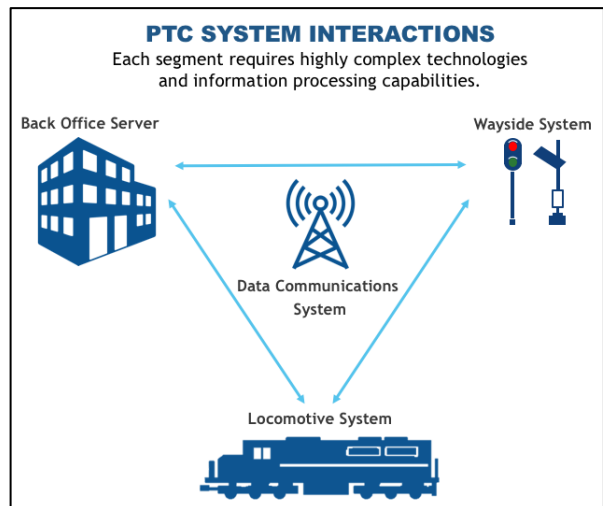 PTC SYSTEM INTERACTIONS
Each segment requires highly complex technologies
and information processing capabilities.
Back Office Server
Wayside System
Data Communications
System
Locomotive System